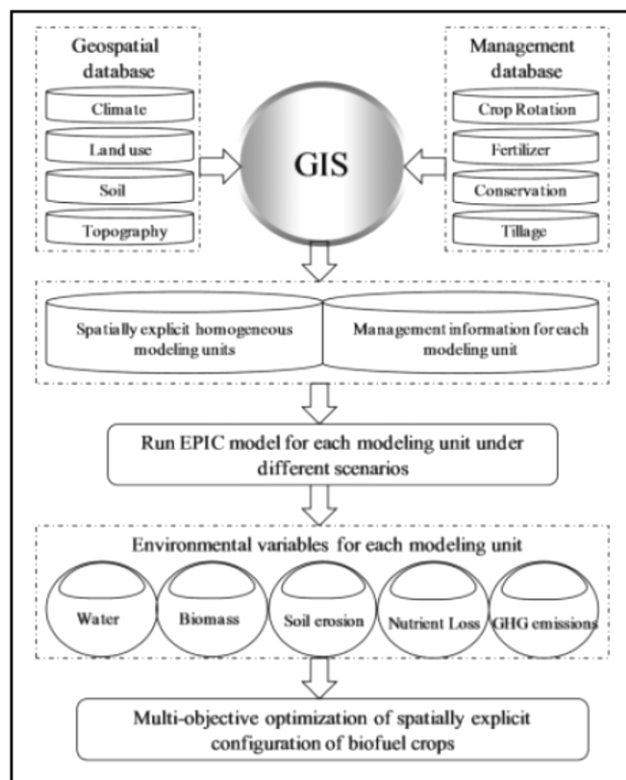 Geospatial
database
Climate
Land use
Soil
Topography
GIS
Management
database
Crop Rotation
Fertilizer
Conservation
Tillage
Spatially explicit homogeneous
modeling units
Management information for each
modeling unit
Run EPIC model for each modeling unit under
different scenarios
Environmental variables for each modeling unit
Water
Biomass
Soil erosion
Nutrient Loss
GHG emissions
Multi-objective optimization of spatially explicit
configuration of biofuel crops